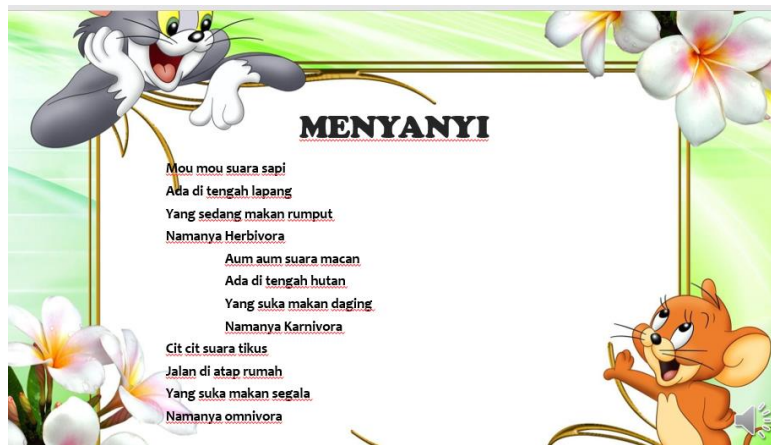 MENYANYI
Mou mou suara sapi
Ada di tengah lapang
Yang sedang makan rumput
Namanya Herbivora
Aum aum suara macan
Ada di tengah hutan
Yang suka makan daging
Namanya Karnivora
Cit cit suara tikus
Jalan di atap rumah
Yang suka makan segala
Namanya omnivora